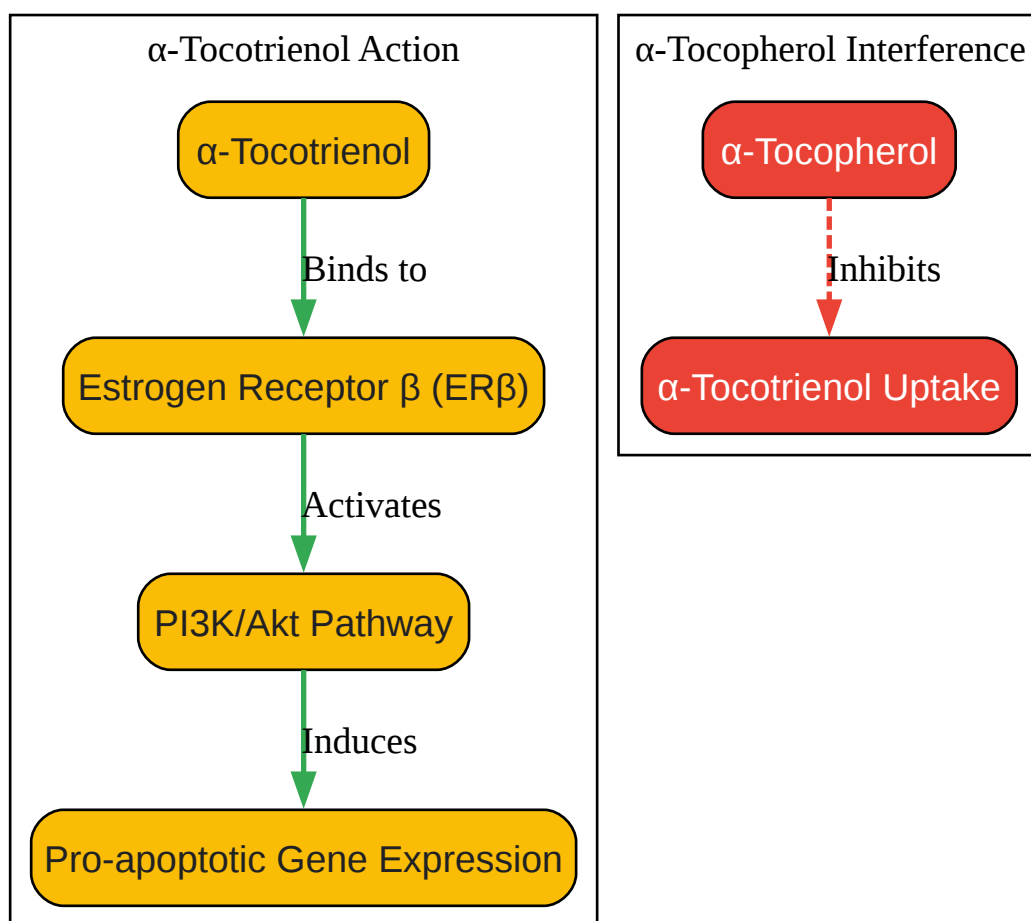 α-Tocotrienol Action
α-Tocotrienol
Binds to
Estrogen Receptor β (ERβ)
Activates
PI3K/Akt Pathway
Induces
Pro-apoptotic Gene Expression
α-Tocopherol Interference
α-Tocopherol
Inhibits
α-Tocotrienol Uptake